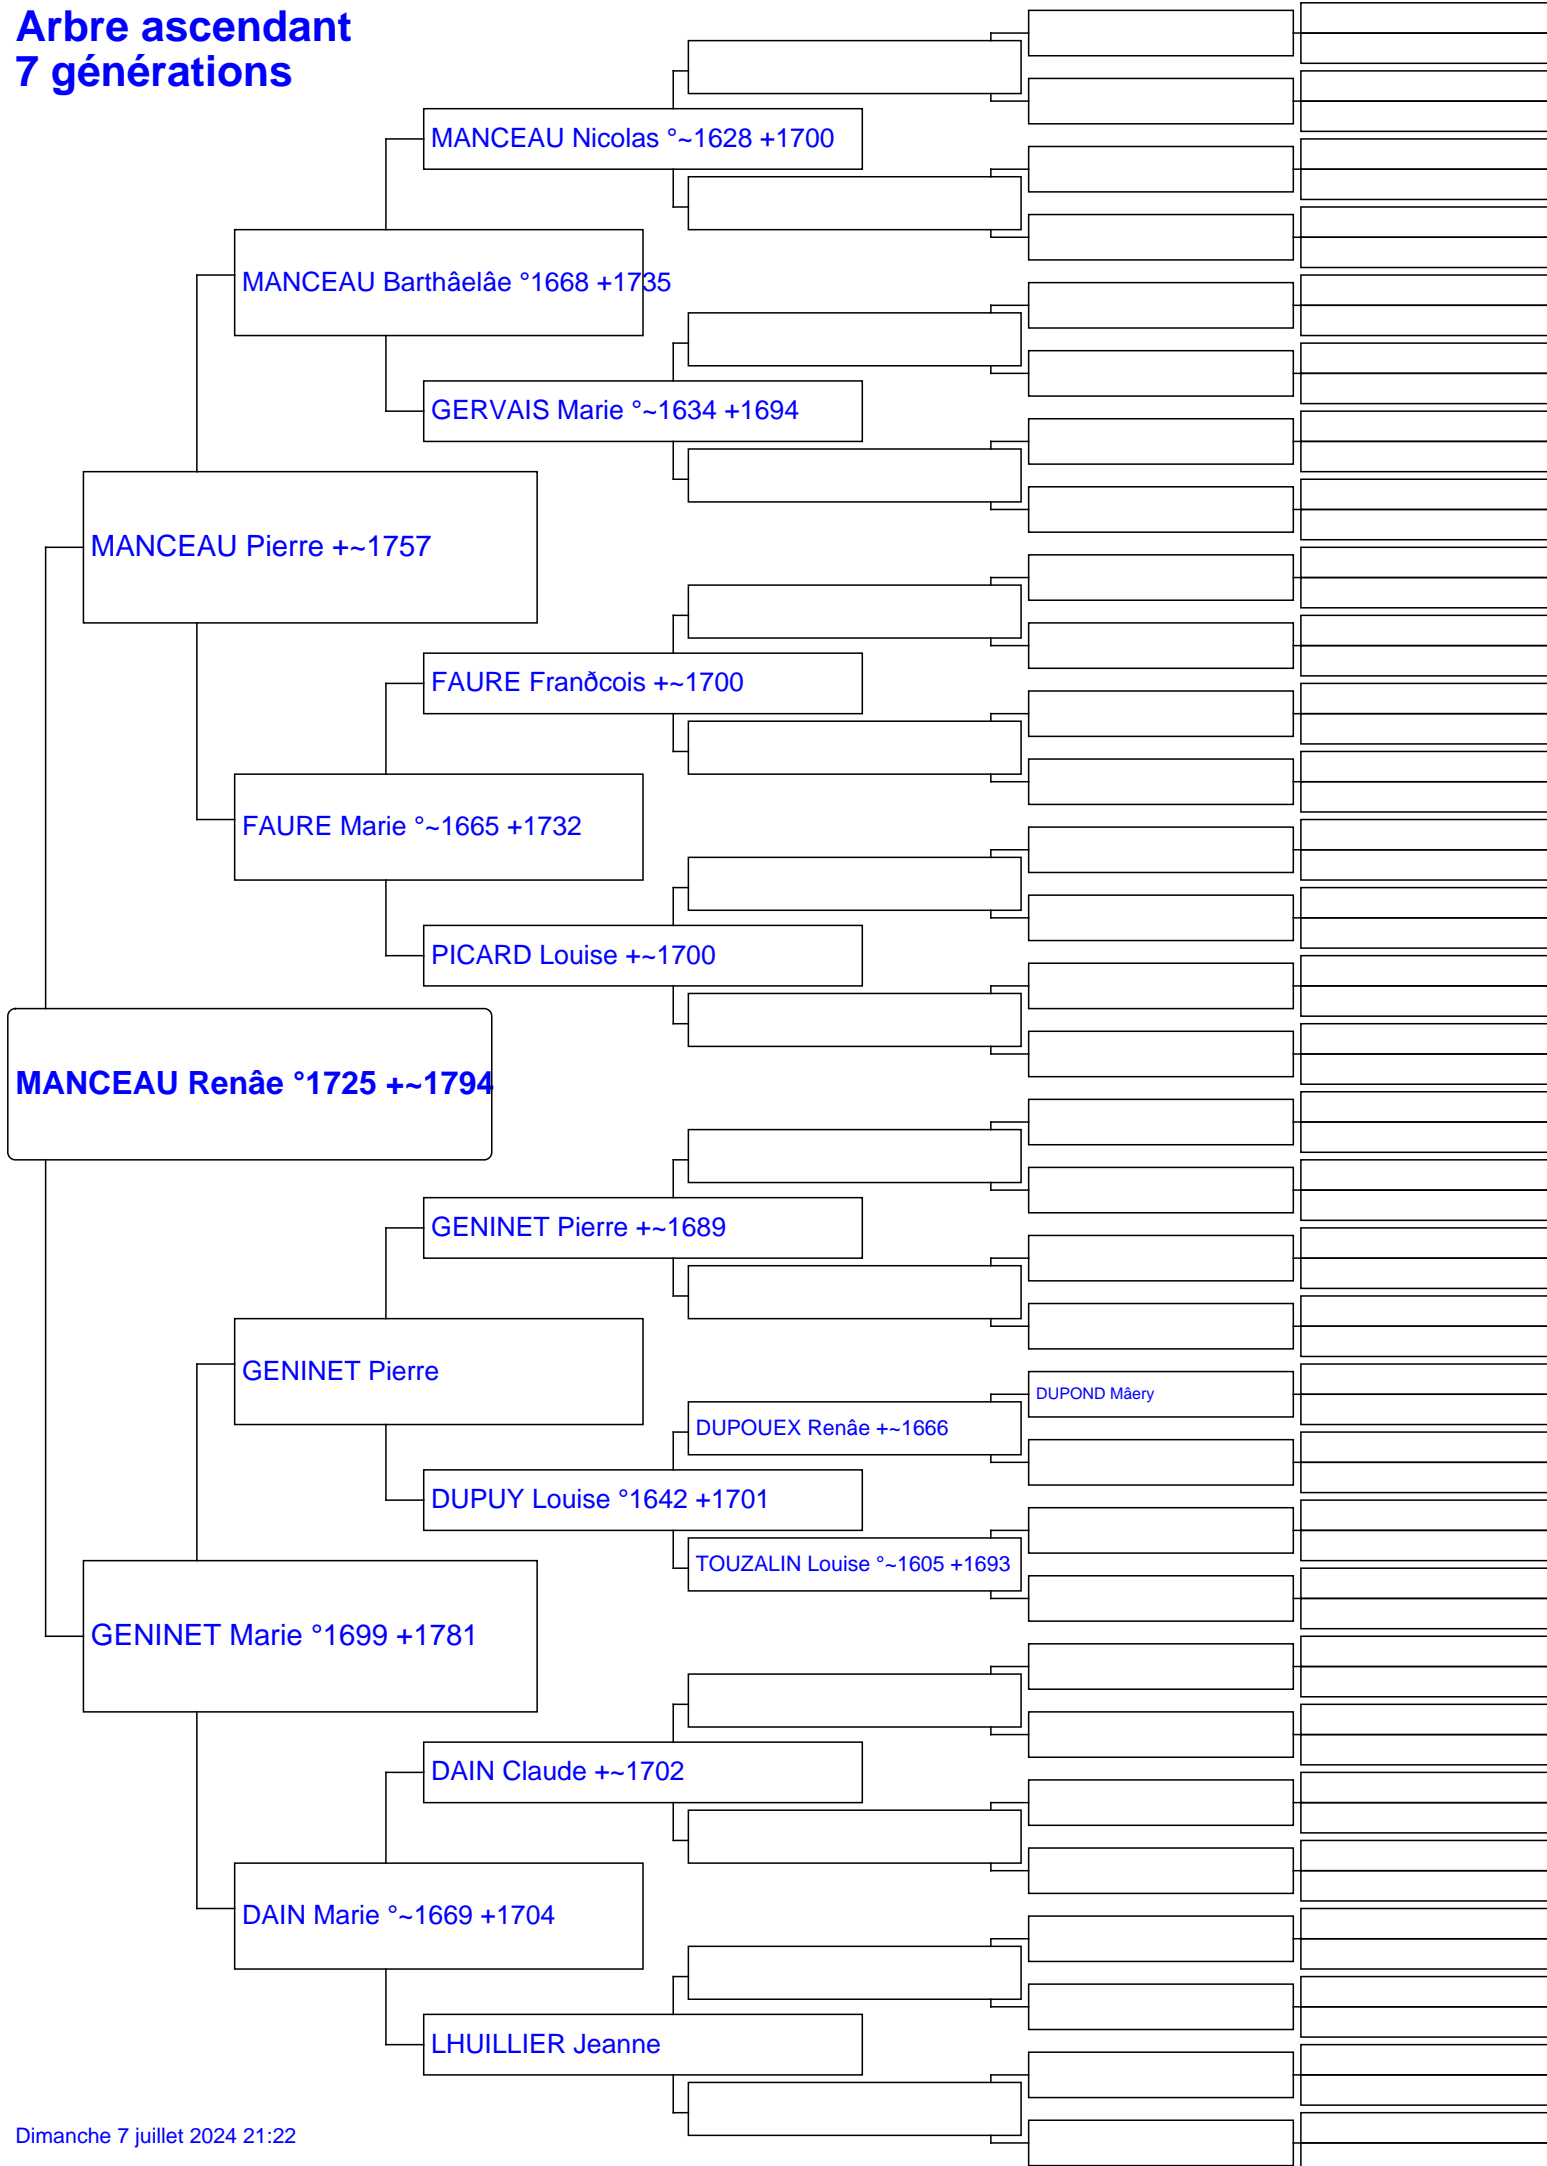 Arbre ascendant
7 générations
MANCEAU Nicolas °~1628 +1700
MANCEAU Barthâelâe °1668 +1735
GERVAIS Marie °~1634 +1694
MANCEAU Pierre +~1757
FAURE Franðcois +~1700
FAURE Marie °~1665 +1732
PICARD Louise +~1700
MANCEAU Renâe °1725 +~1794
GENINET Pierre +~1689
GENINET Pierre
DUPOND Mâery
DUPOUEX Renâe +~1666
DUPUY Louise °1642 +1701
TOUZALIN Louise °~1605 +1693
GENINET Marie °1699 +1781
DAIN Claude +~1702
DAIN Marie °~1669 +1704
LHUILLIER Jeanne
Dimanche 7 juillet 2024 21:22